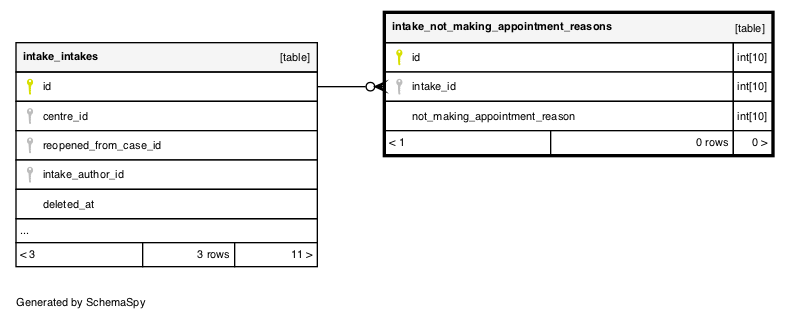 intake_intakes [table]
id
centre_id
reopened_from_case_id
intake_author_id
deleted_at
...
< 3 3 rows 11 >
intake_not_making_appointment_reasons [table]
id int[10]
intake_id int[10]
not_making_appointment_reason int[10]
< 1 0 rows 0 >
Generated by SchemaSpy